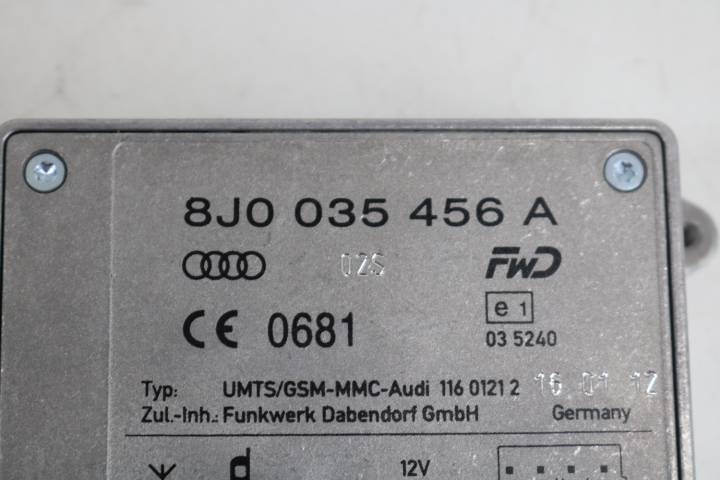 8J0 035 456 A
02S FWD
CE 0681 e 1
03 5240
Typ: UMTS/GSM-MMC-Audi 116 0121 2 16 01 12
Zul.-Inh.: Funkwerk Dabendorf GmbH Germany
12V